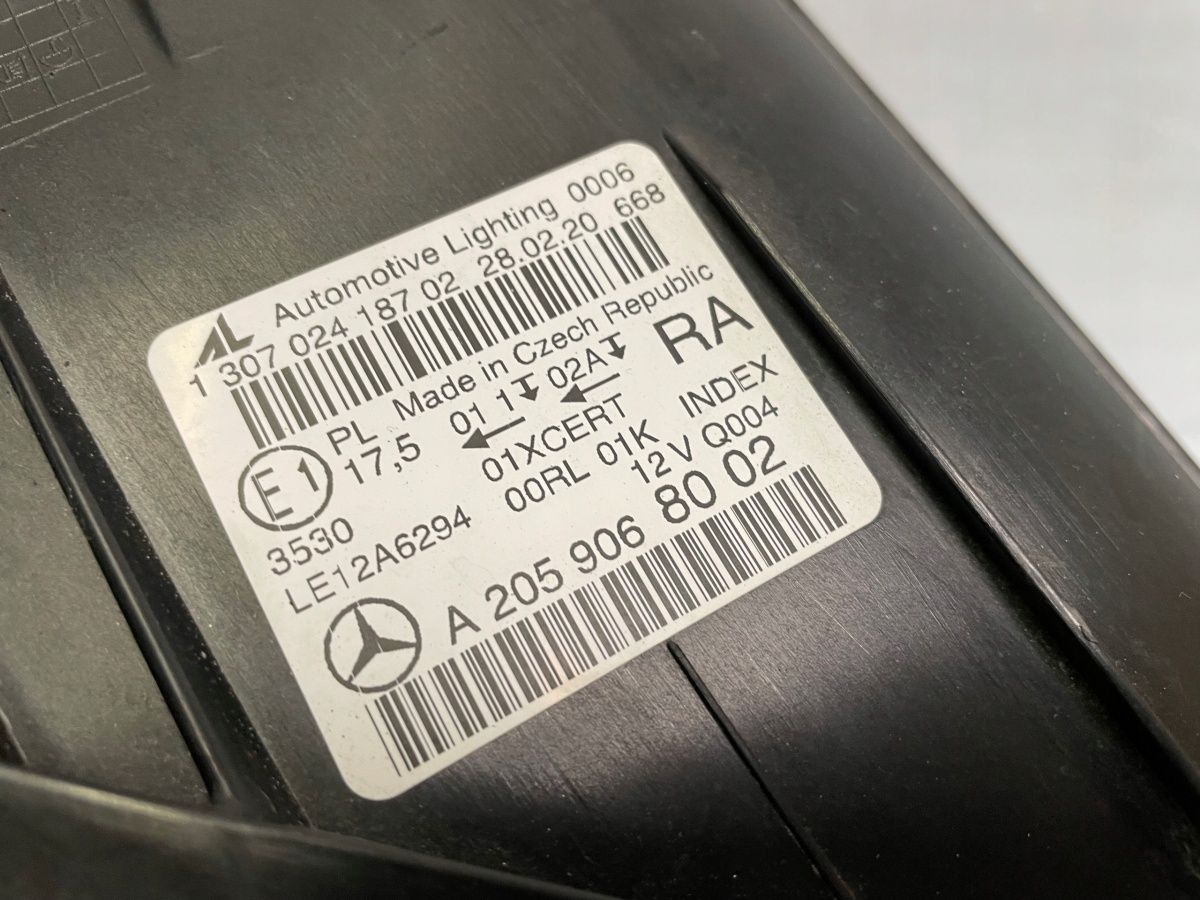 AL Automotive Lighting 0006
1 307 024 187 02 28.02.20 668
Made in Czech Republic
E1 PL 01 1 02A RA
17,5
3530 01XCERT INDEX
LE12A6294 00RL 01K 12V Q004
A 205 906 80 02